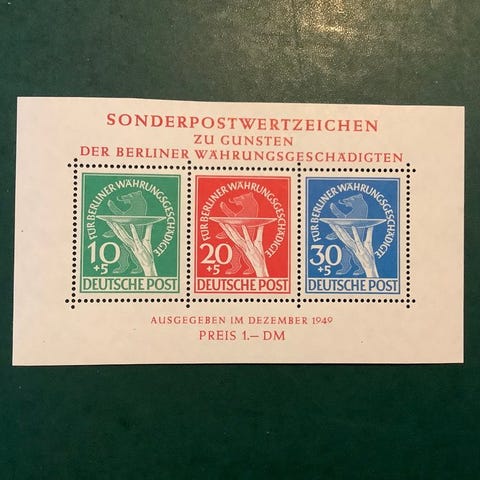 SONDERPOSTWERTZEICHEN
ZU GUNSTEN
DER BERLINER WÄHRUNGSGESCHÄDIGTEN
FÜR BERLINER WÄHRUNGSGESCHÄDIGTE
10
+5
DEUTSCHE POST
FÜR BERLINER WÄHRUNGSGESCHÄDIGTE
20
+5
DEUTSCHE POST
FÜR BERLINER WÄHRUNGSGESCHÄDIGTE
30
+5
DEUTSCHE POST
AUSGEGEBEN IM DEZEMBER 1949
PREIS 1.— DM